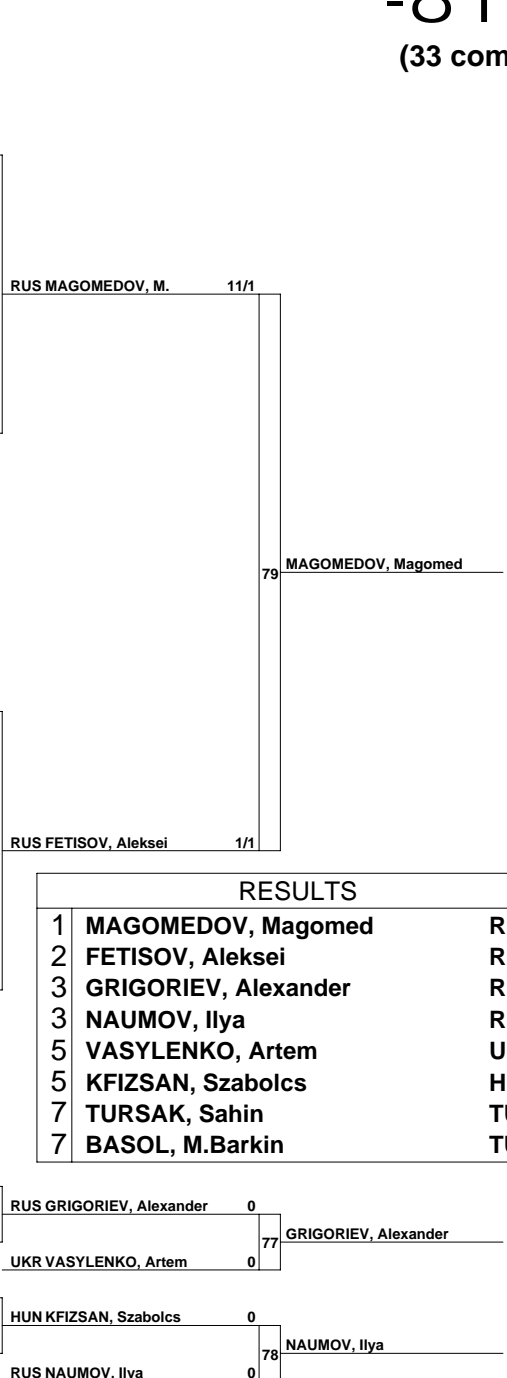 RUS MAGOMEDOV, M. 11/1
79 MAGOMEDOV, Magomed
RUS FETISOV, Aleksei 1/1
RESULTS
1 MAGOMEDOV, Magomed R
2 FETISOV, Aleksei R
3 GRIGORIEV, Alexander R
3 NAUMOV, Ilya R
5 VASYLENKO, Artem U
5 KFIZSAN, Szabolcs H
7 TURSAK, Sahin TU
7 BASOL, M.Barkin TU
RUS GRIGORIEV, Alexander 0
77 GRIGORIEV, Alexander
UKR VASYLENKO, Artem 0
HUN KFIZSAN, Szabolcs 0
78 NAUMOV, Ilya
RUS NAUMOV, Ilya 0